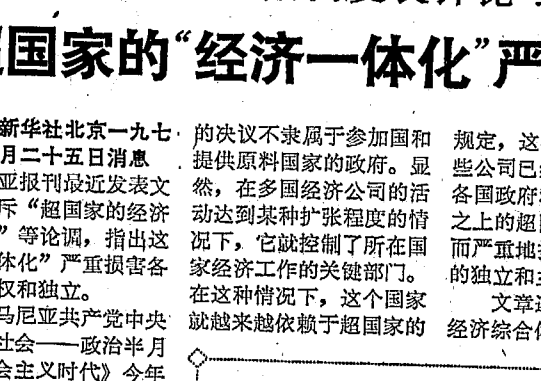 国家的“经济一体化”严
新华社北京一九七
月二十五日消息
亚报刊最近发表文
斥“超国家的经济
”等论调，指出这
体化”严重损害各
权和独立。
马尼亚共产党中央
社会——政治半月
会主义时代》今年
的决议不隶属于参加国和
提供原料国家的政府。显
然，在多国经济公司的活
动达到某种扩张程度的情
况下，它就控制了所在国
家经济工作的关键部门。
在这种情况下，这个国家
就越来越依赖于超国家的
规定，这
些公司已
各国政府
之上的超
而严重地
的独立和
文章
经济综合